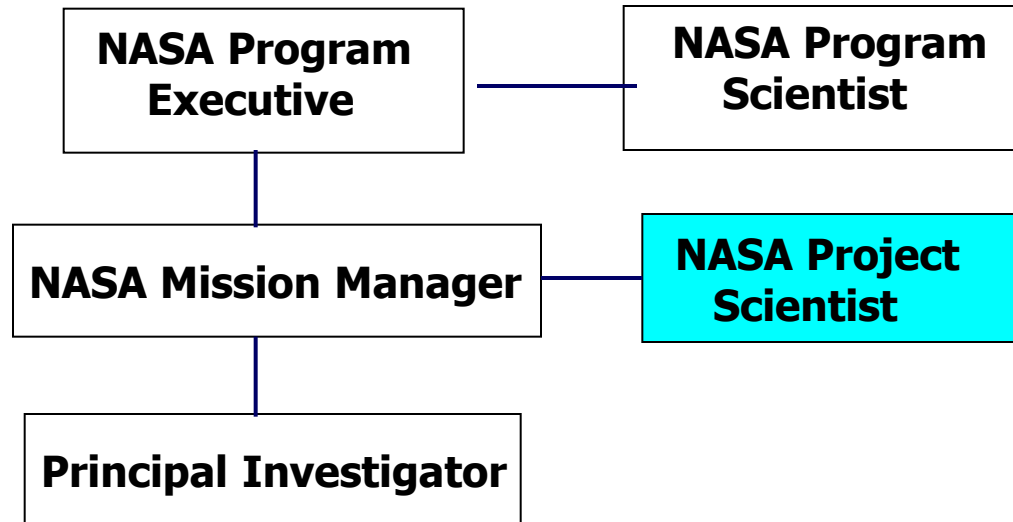 NASA Program
Executive
NASA Program
Scientist
NASA Mission Manager
NASA Project
Scientist
Principal Investigator